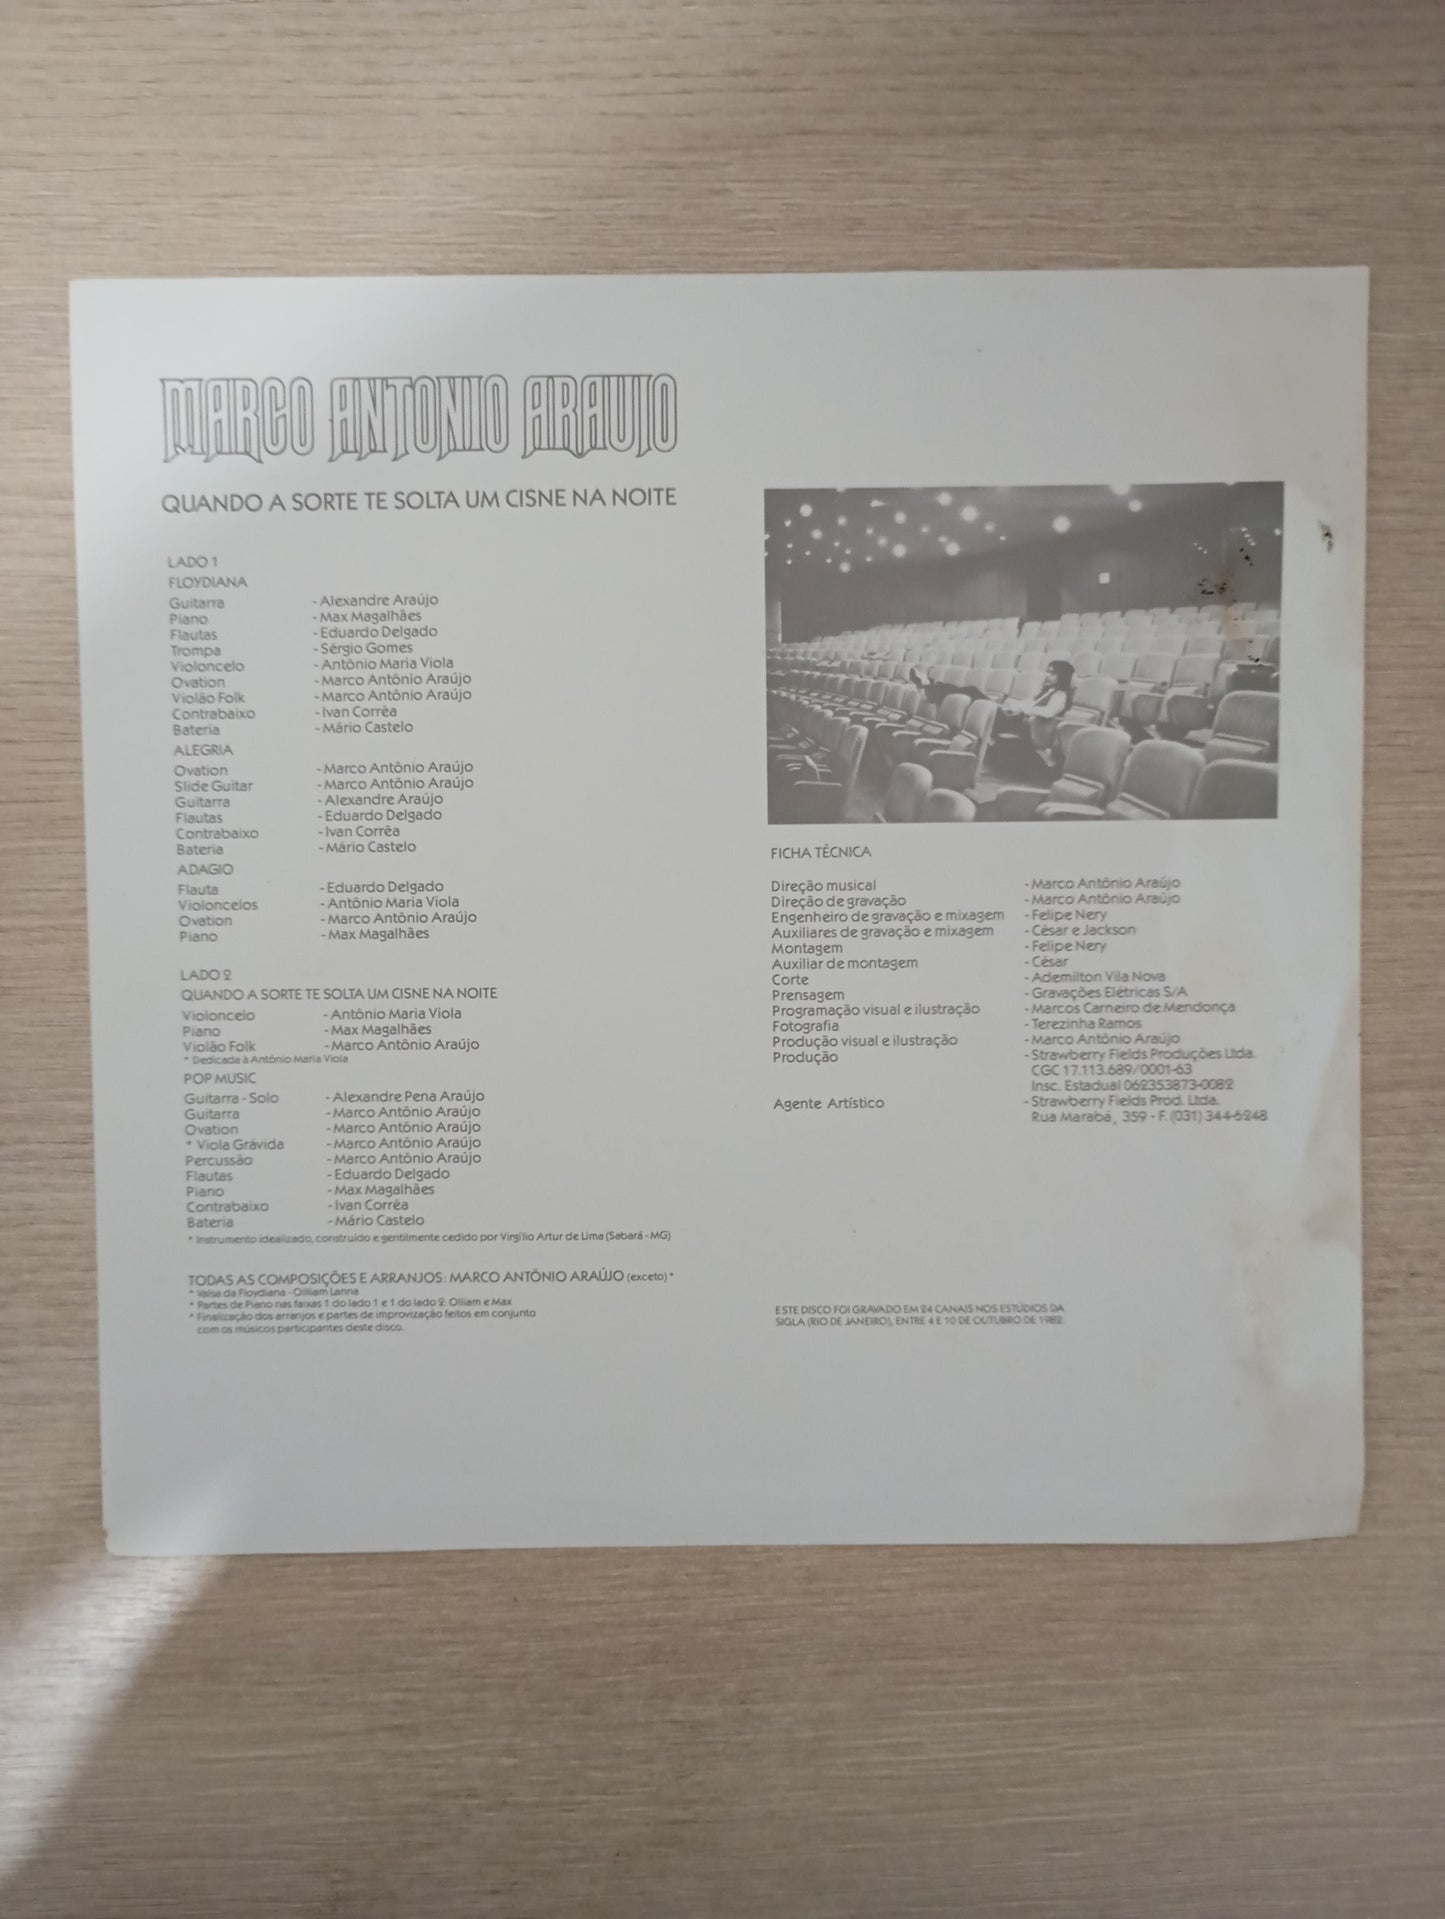 MARCO ANTONIO ARAUJO
QUANDO A SORTE TE SOLTA UM CISNE NA NOITE
LADO 1
FLOYDIANA
Guitarra - Alexandre Araújo
Piano - Max Magalhães
Flautas - Eduardo Delgado
Trompa - Sérgio Gomes
Violoncelo - Antônio Maria Viola
Ovation - Marco Antônio Araújo
Violão Folk - Marco Antônio Araújo
Contrabaixo - Ivan Corrêa
Bateria - Mário Castelo
ALEGRIA
Ovation - Marco Antônio Araújo
Slide Guitar - Marco Antônio Araújo
Guitarra - Alexandre Araújo
Flautas - Eduardo Delgado
Contrabaixo - Ivan Corrêa
Bateria - Mário Castelo
ADAGIO
Flauta - Eduardo Delgado
Violoncelos - Antônio Maria Viola
Ovation - Marco Antônio Araújo
Piano - Max Magalhães
LADO 2
QUANDO A SORTE TE SOLTA UM CISNE NA NOITE
Violoncelo - Antônio Maria Viola
Piano - Max Magalhães
Violão Folk - Marco Antônio Araújo
* Dedicada à Antônio Maria Viola
POP MUSIC
Guitarra - Solo - Alexandre Pena Araújo
Guitarra - Marco Antônio Araújo
Ovation - Marco Antônio Araújo
* Viola Grávida - Marco Antônio Araújo
Percussão - Marco Antônio Araújo
Flautas - Eduardo Delgado
Piano - Max Magalhães
Contrabaixo - Ivan Corrêa
Bateria - Mário Castelo
* Instrumento idealizado, construído e gentilmente cedido por Virgílio Artur de Lima (Sabará - MG)
TODAS AS COMPOSIÇÕES E ARRANJOS: MARCO ANTÔNIO ARAÚJO (exceto) *
* Valsa da Floydiana - Oilliam Lanna
* Partes de Piano nas faixas 1 do lado 1 e 1 do lado 2: Oiliam e Max
* Finalização dos arranjos e partes de improvização feitos em conjunto
com os músicos participantes deste disco.
FICHA TÉCNICA
Direção musical - Marco Antônio Araújo
Direção de gravação - Marco Antônio Araújo
Engenheiro de gravação e mixagem - Felipe Nery
Auxiliares de gravação e mixagem - César e Jackson
Montagem - Felipe Nery
Auxiliar de montagem - César
Corte - Ademilton Vila Nova
Prensagem - Gravações Elétricas S/A
Programação visual e ilustração - Marcos Carneiro de Mendonça
Fotografia - Terezinha Ramos
Produção visual e ilustração - Marco Antônio Araújo
Produção - Strawberry Fields Produções Ltda.
CGC 17.113.689/0001-63
Insc. Estadual 062353873-0082
Agente Artístico - Strawberry Fields Prod. Ltda.
Rua Marabá, 359 - F. (031) 344-6248
ESTE DISCO FOI GRAVADO EM 24 CANAIS NOS ESTÚDIOS DA
SIGLA (RIO DE JANEIRO), ENTRE 4 E 10 DE OUTUBRO DE 1982.